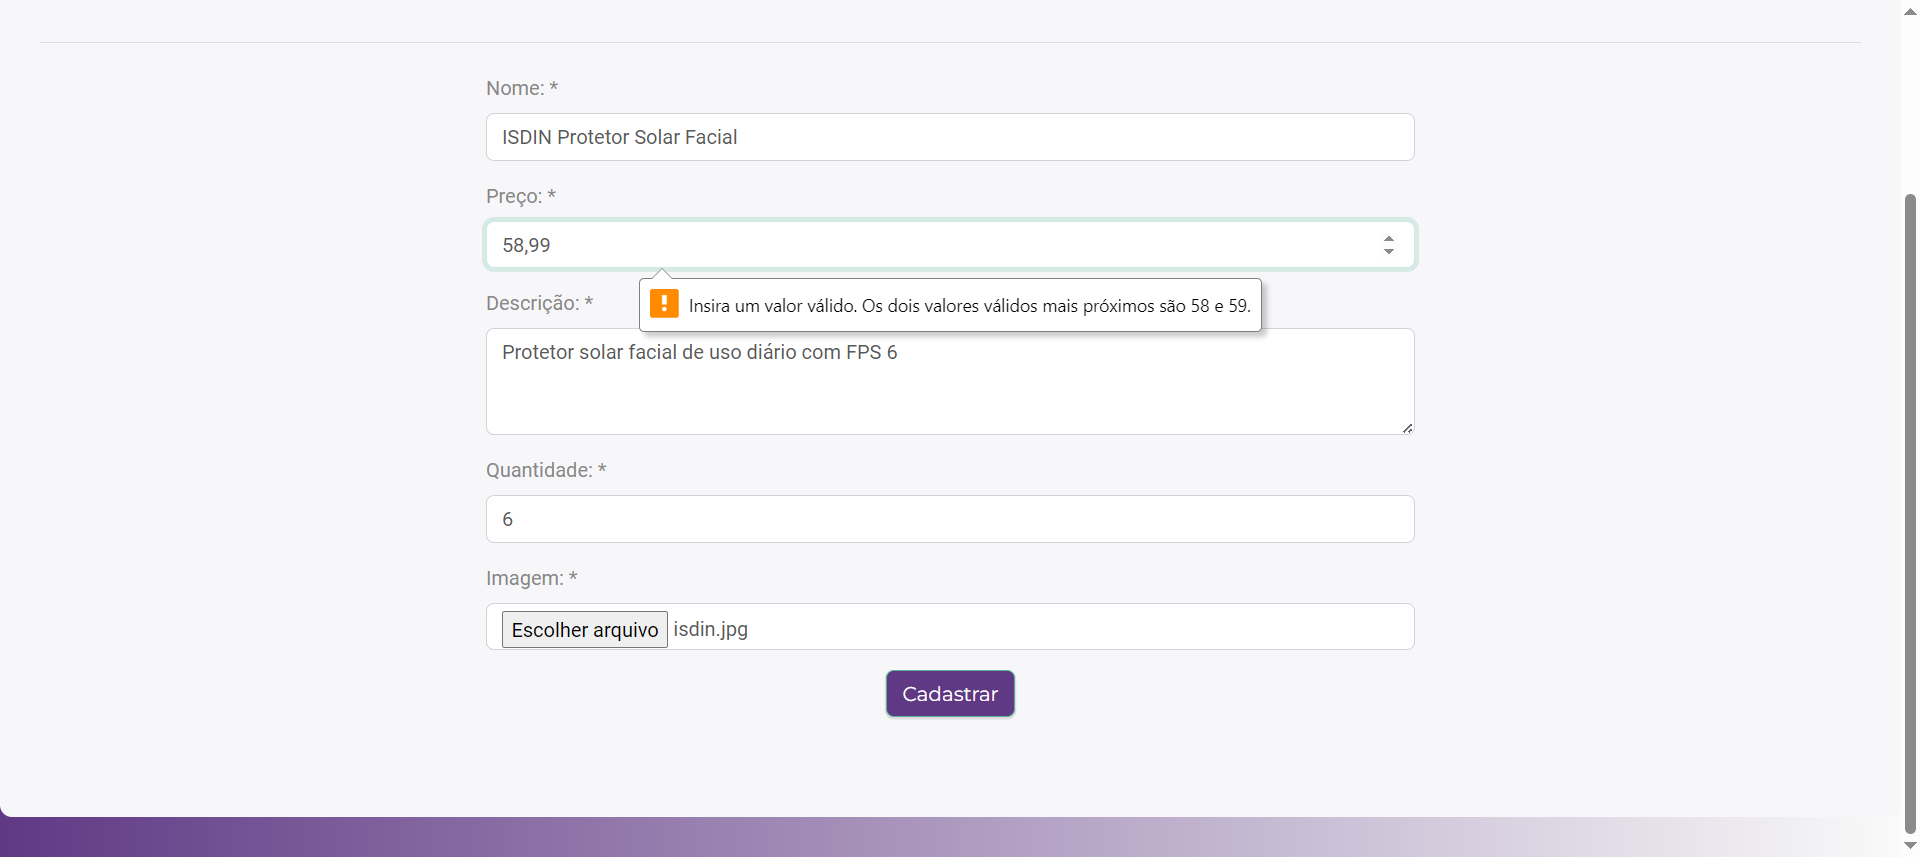 Nome: *
ISDIN Protetor Solar Facial
Preço: *
58,99
Insira um valor válido. Os dois valores válidos mais próximos são 58 e 59.
Descrição: *
Protetor solar facial de uso diário com FPS 6
Quantidade: *
6
Imagem: *
Escolher arquivo isdin.jpg
Cadastrar